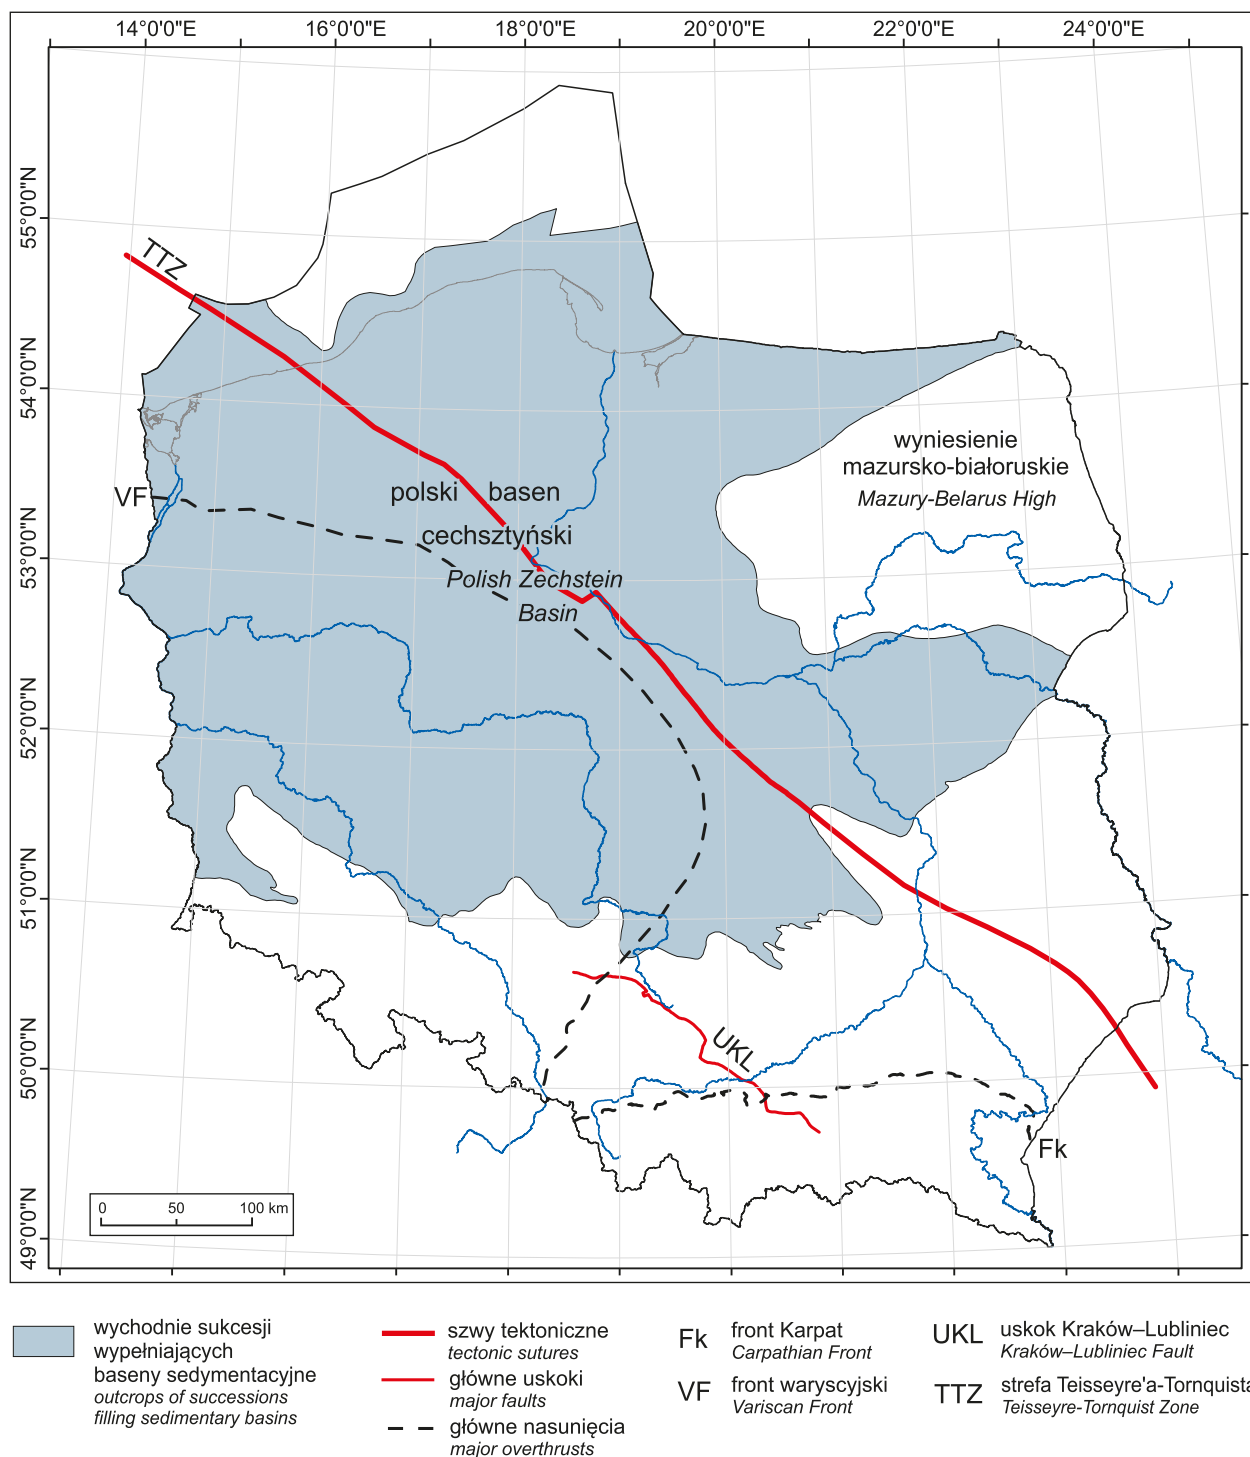 14°0'0"E 16°0'0"E 18°0'0"E 20°0'0"E 22°0'0"E 24°0'0"E
55°0'0"N
54°0'0"N
53°0'0"N
52°0'0"N
51°0'0"N
50°0'0"N
49°0'0"N
TTZ
wyniesienie
mazursko-białoruskie
Mazury-Belarus High
VF
polski basen
cechsztyński
Polish Zechstein
Basin
UKL
Fk
0 50 100 km
wychodnie sukcesji
wypełniających
baseny sedymentacyjne
outcrops of successions
filling sedimentary basins
szwy tektoniczne
tectonic sutures
główne uskoki
major faults
główne nasunięcia
major overthrusts
Fk front Karpat
Carpathian Front
VF front waryscyjski
Variscan Front
UKL uskok Kraków–Lubliniec
Kraków–Lubliniec Fault
TTZ strefa Teisseyre'a-Tornquista
Teisseyre-Tornquist Zone